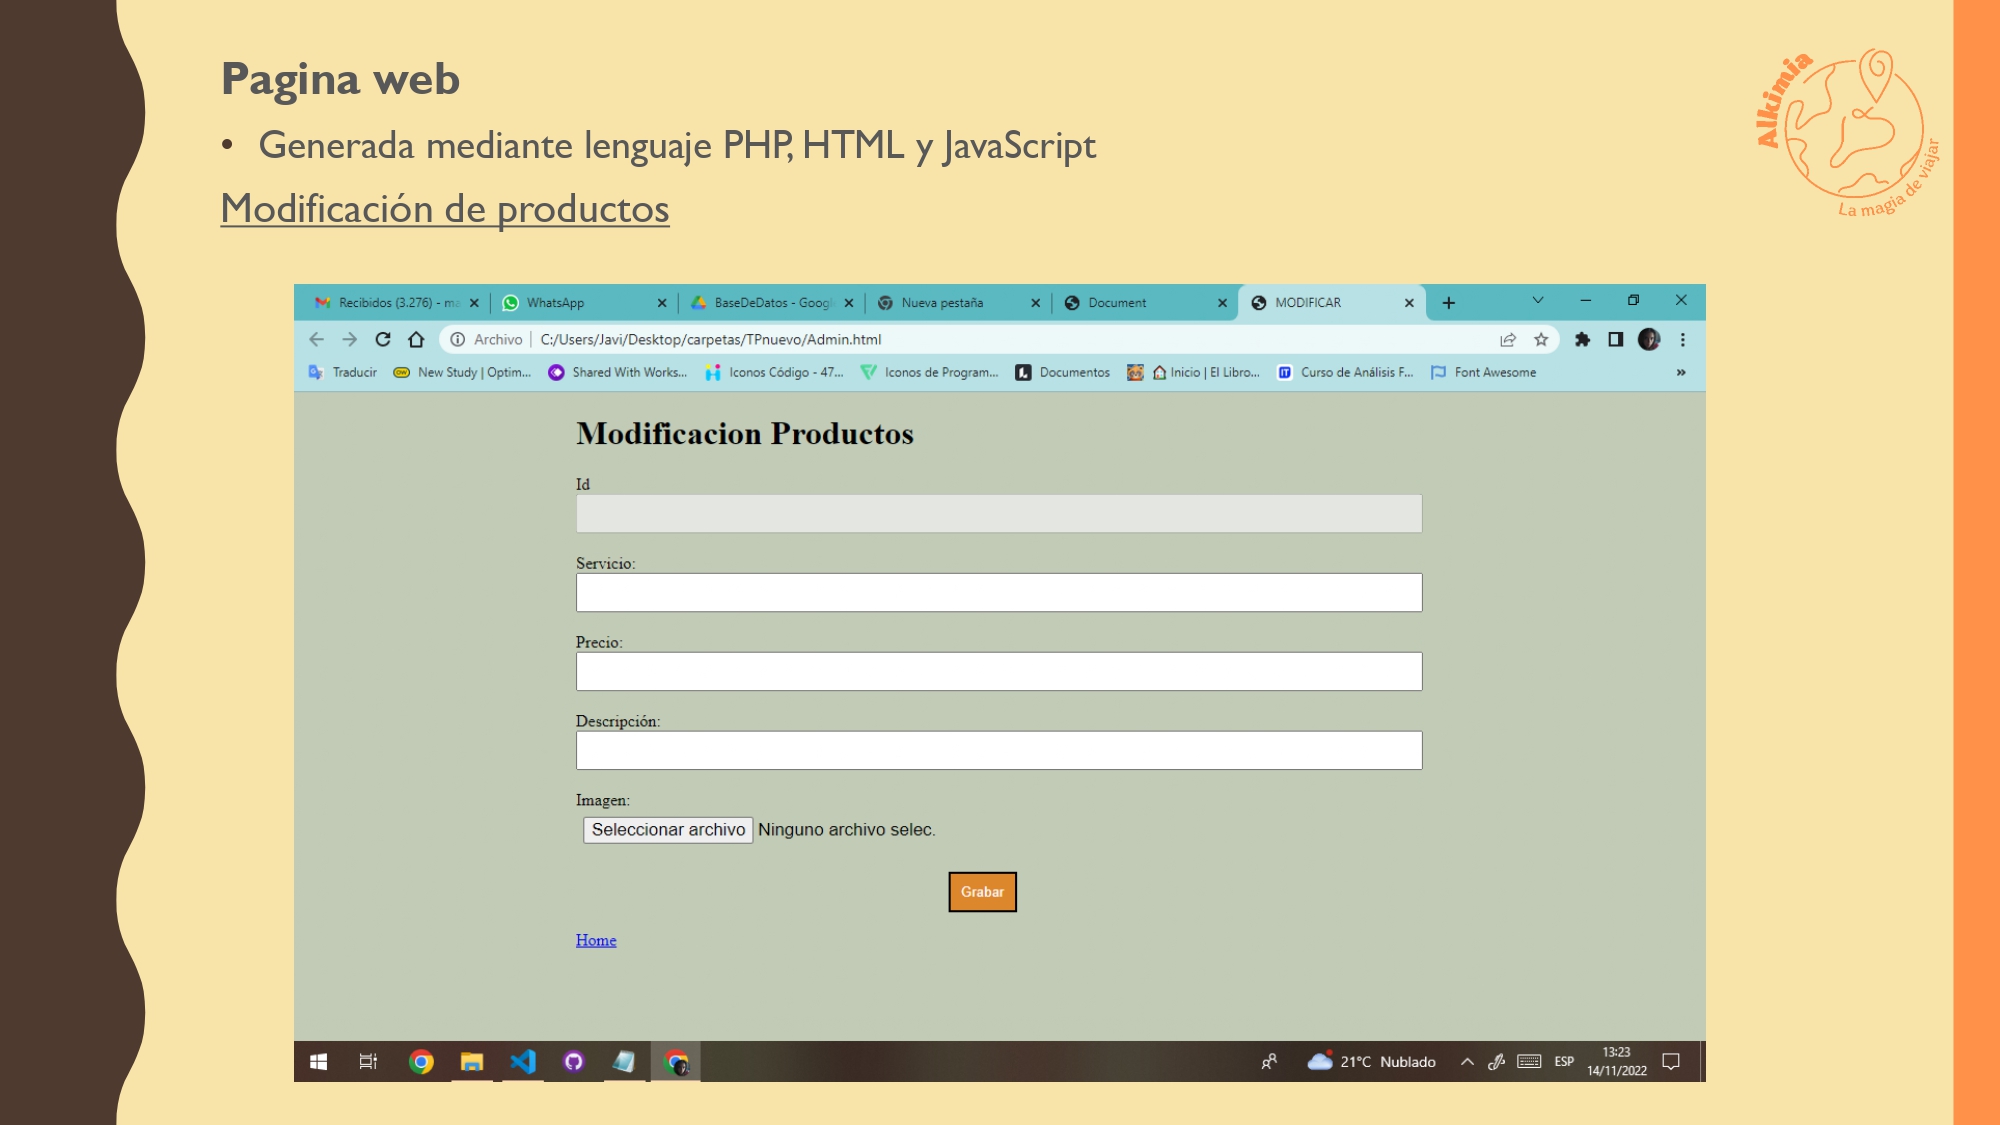 Pagina web
• Generada mediante lenguaje PHP, HTML y JavaScript
Modificación de productos
Alkimia
La magia de viajar
Recibidos (3.276) - ma
WhatsApp
BaseDeDatos - Googl
Nueva pestaña
Document
MODIFICAR
Archivo | C:/Users/Javi/Desktop/carpetas/TPnuevo/Admin.html
Traducir
New Study | Optim...
Shared With Works...
Iconos Código - 47...
Iconos de Program...
Documentos
Inicio | El Libro...
Curso de Análisis F...
Font Awesome
»
Modificacion Productos
Id
Servicio:
Precio:
Descripción:
Imagen:
Seleccionar archivo Ninguno archivo selec.
Grabar
Home
21°C Nublado
ESP
13:23
14/11/2022